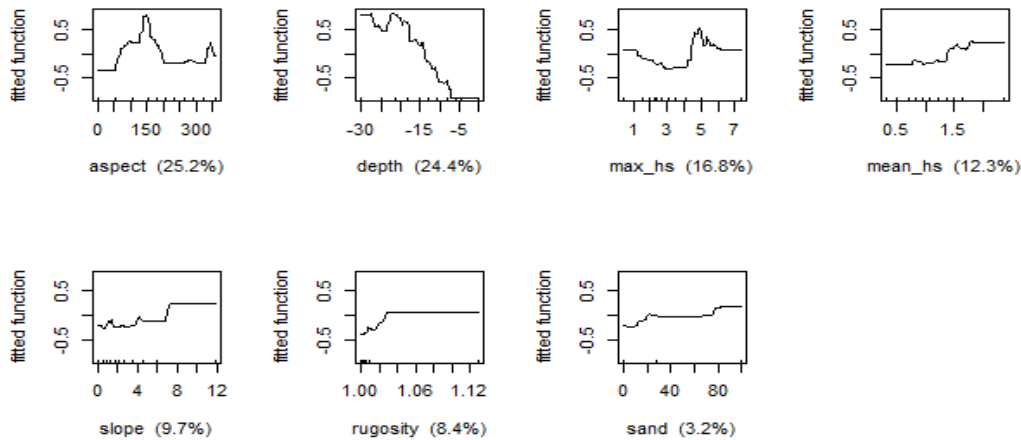 fitted function
0.5
-0.5
0 150 300
aspect (25.2%)
fitted function
0.5
-0.5
-30 -15 -5
depth (24.4%)
fitted function
0.5
-0.5
1 3 5 7
max_hs (16.8%)
fitted function
0.5
-0.5
0.5 1.5
mean_hs (12.3%)
fitted function
0.5
-0.5
0 4 8 12
slope (9.7%)
fitted function
0.5
-0.5
1.00 1.06 1.12
rugosity (8.4%)
fitted function
0.5
-0.5
0 40 80
sand (3.2%)